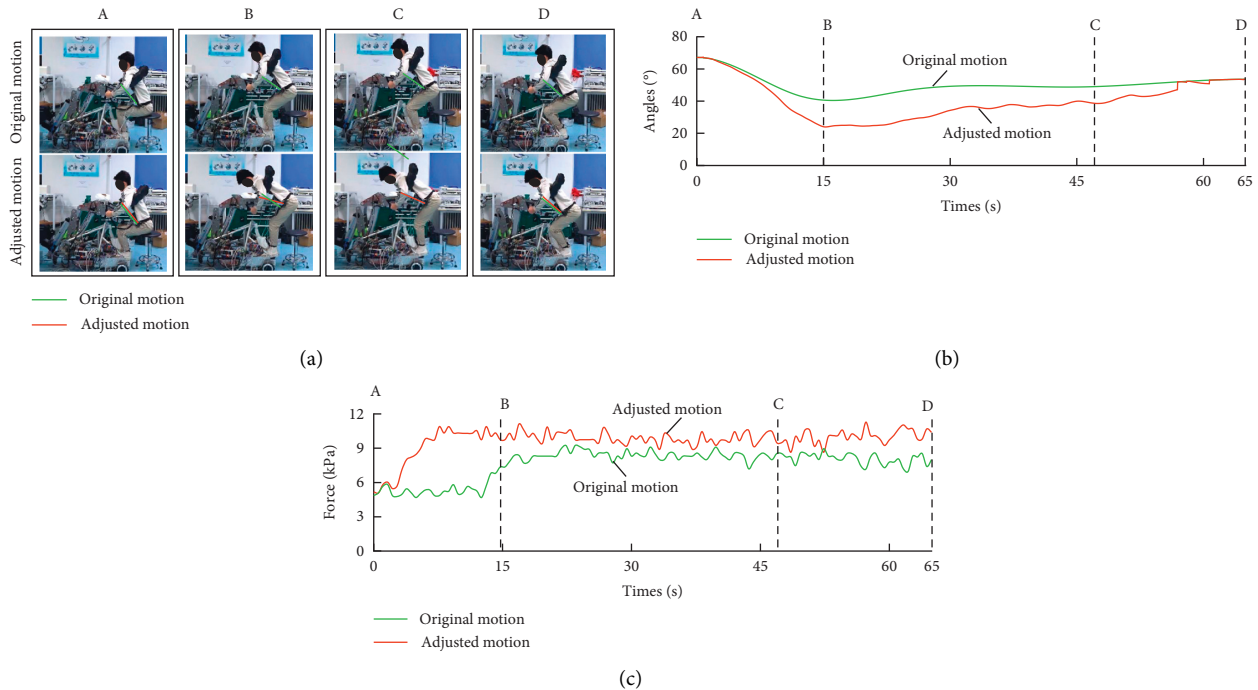 A B C D
Original motion
Adjusted motion
Original motion
Adjusted motion
(a)
A
B
C
D
80
60
40
20
0
Angles (°)
Original motion
Adjusted motion
0 15 30 45 60 65
Times (s)
Original motion
Adjusted motion
(b)
A
B
C
D
12
9
6
3
0
Force (kPa)
Adjusted motion
Original motion
0 15 30 45 60 65
Times (s)
Original motion
Adjusted motion
(c)